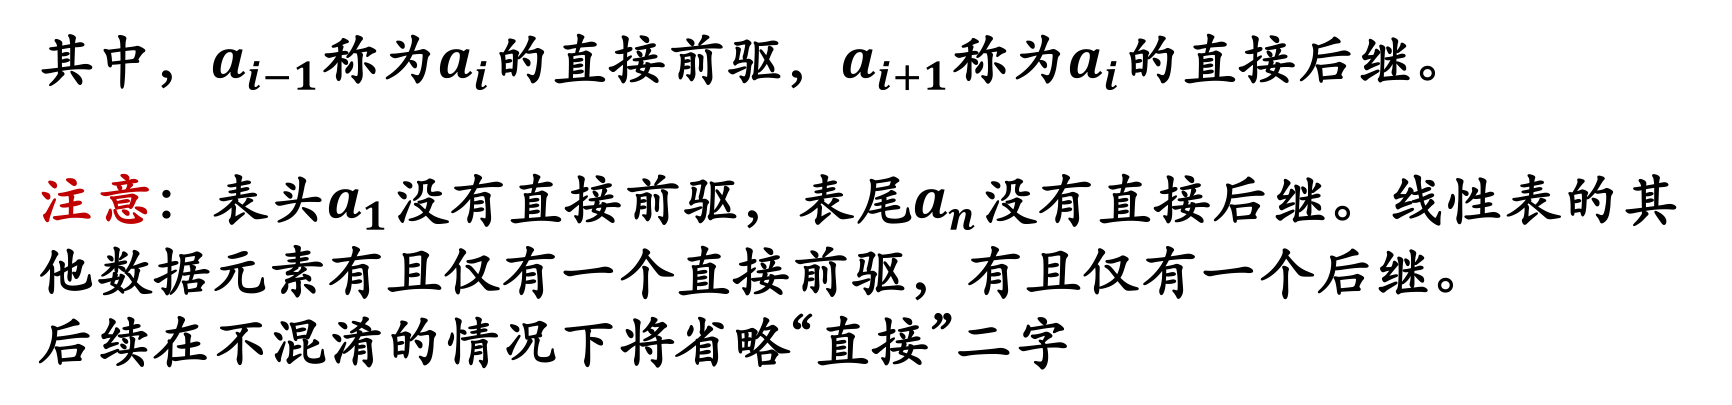 其中，a_{i-1}称为a_i的直接前驱，a_{i+1}称为a_i的直接后继。
注意：表头a_1没有直接前驱，表尾a_n没有直接后继。线性表的其
他数据元素有且仅有一个直接前驱，有且仅有一个后继。
后续在不混淆的情况下将省略“直接”二字